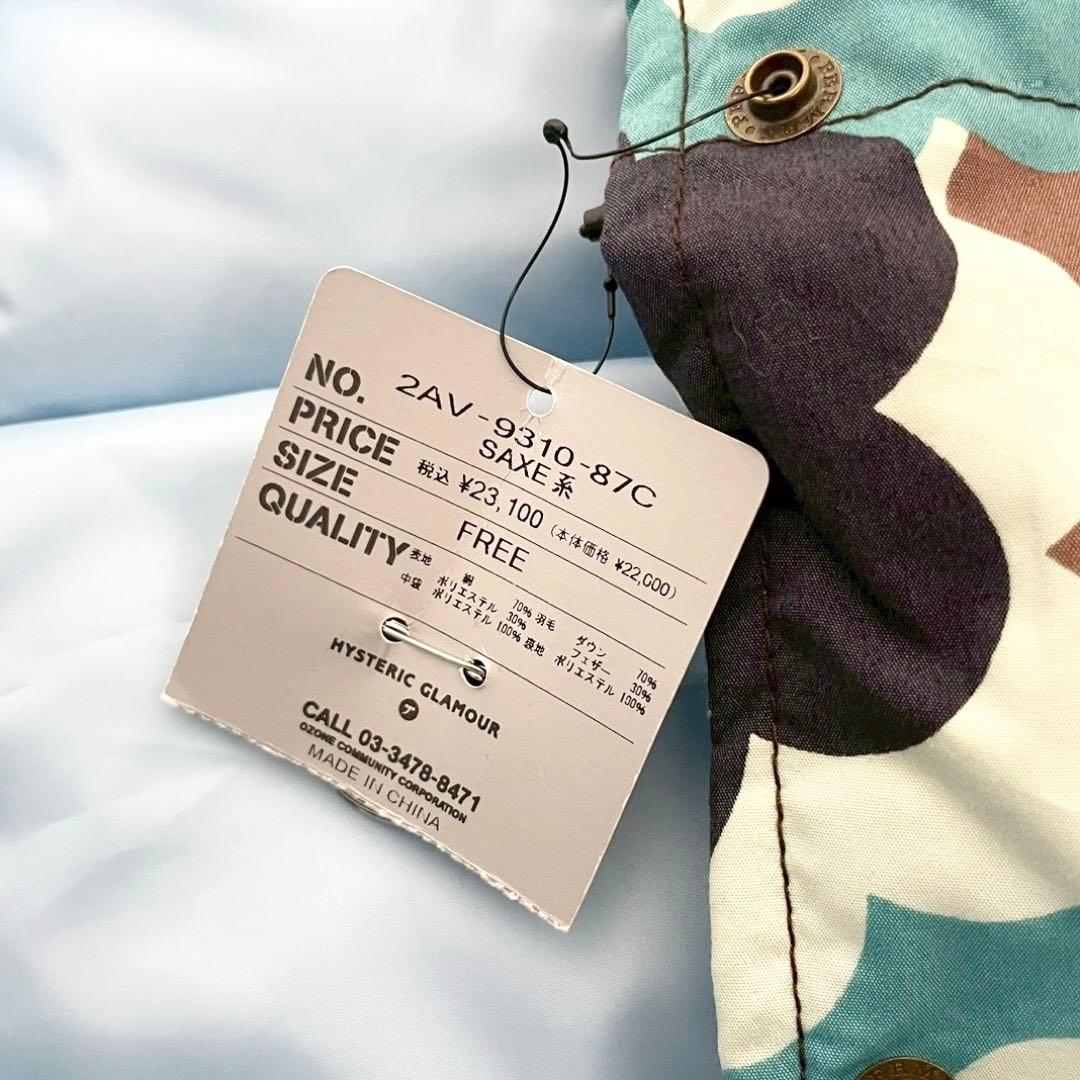 NO. 2AV-9310-87C
SAXE系
PRICE 税込 ¥23,100 (本体価格 ¥22,000)
SIZE FREE
QUALITY 表地 綿 70% 羽毛 ダウン 70%
ポリエステル 30% フェザー 30%
中袋 ポリエステル 100% 裏地 ポリエステル 100%
HYSTERIC GLAMOUR
ア
CALL 03-3478-8471
OZONE COMMUNITY CORPORATION
MADE IN CHINA